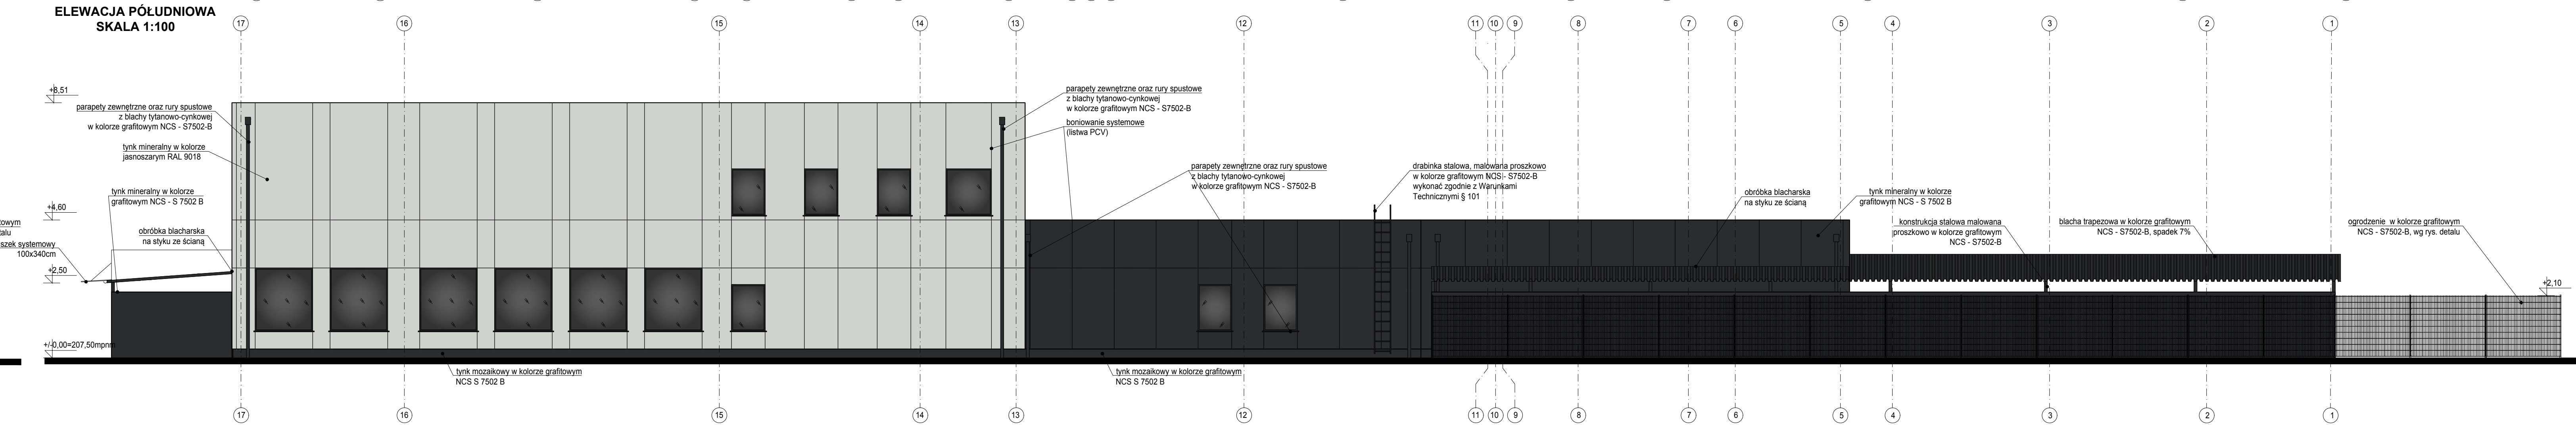 ELEWACJA POŁUDNIOWA
SKALA 1:100
17
16
15
14
13
12
11
10
9
8
7
6
5
4
3
2
1
+8,51
parapety zewnętrzne oraz rury spustowe
z blachy tytanowo-cynkowej
w kolorze grafitowym NCS - S7502-B
tynk mineralny w kolorze
jasnoszarym RAL 9018
tynk mineralny w kolorze
grafitowym NCS - S 7502 B
+4,60
obróbka blacharska
na styku ze ścianą
szek systemowy
100x340cm
+2,50
+/-0,00=207,50mpnm
parapety zewnętrzne oraz rury spustowe
z blachy tytanowo-cynkowej
w kolorze grafitowym NCS - S7502-B
boniowanie systemowe
(listwa PCV)
parapety zewnętrzne oraz rury spustowe
z blachy tytanowo-cynkowej
w kolorze grafitowym NCS - S7502-B
drabinka stalowa, malowana proszkowo
w kolorze grafitowym NCS - S7502-B
wykonać zgodnie z Warunkami
Technicznymi § 101
obróbka blacharska
na styku ze ścianą
tynk mineralny w kolorze
grafitowym NCS - S 7502 B
konstrukcja stalowa malowana
proszkowo w kolorze grafitowym
NCS - S7502-B
blacha trapezowa w kolorze grafitowym
NCS - S7502-B, spadek 7%
ogrodzenie w kolorze grafitowym
NCS - S7502-B, wg rys. detalu
+2,10
tynk mozaikowy w kolorze grafitowym
NCS S 7502 B
tynk mozaikowy w kolorze grafitowym
NCS S 7502 B
17
16
15
14
13
12
11
10
9
8
7
6
5
4
3
2
1